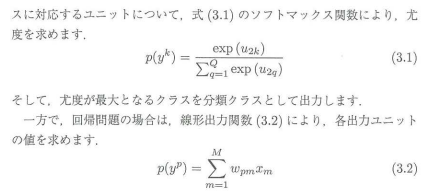 スに対応するユニットについて，式 (3.1) のソフトマックス関数により，尤
度を求めます．
p(y^k) = exp (u_{2k}) / ∑_{q=1}^{Q} exp (u_{2q}) (3.1)
そして，尤度が最大となるクラスを分類クラスとして出力します．
一方で，回帰問題の場合は，線形出力関数 (3.2) により，各出力ユニット
の値を求めます．
p(y^p) = ∑_{m=1}^{M} w_{pm} x_m (3.2)